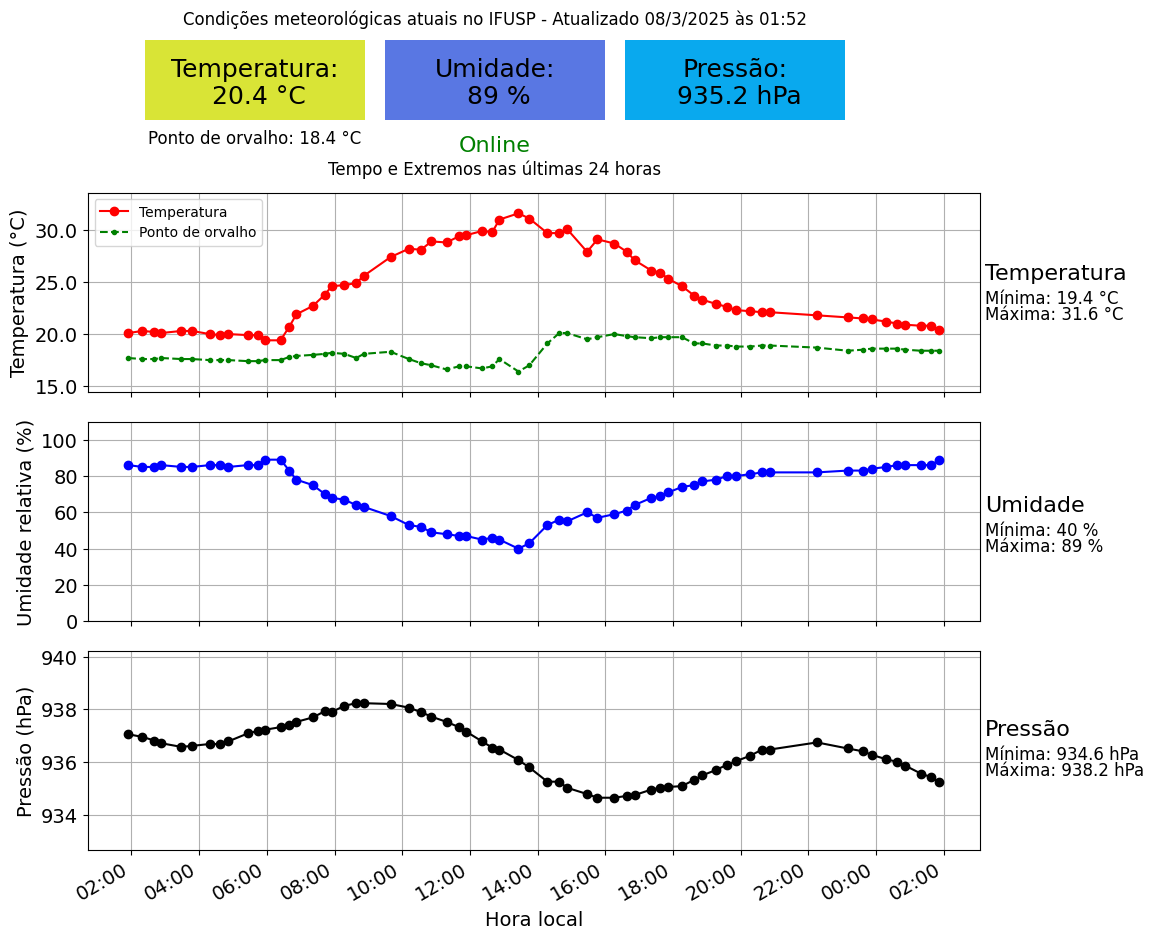 Condições meteorológicas atuais no IFUSP - Atualizado 08/3/2025 às 01:52
Temperatura:
20.4 °C
Umidade:
89 %
Pressão:
935.2 hPa
Ponto de orvalho: 18.4 °C
Online
Tempo e Extremos nas últimas 24 horas
Temperatura (°C)
30.0
25.0
20.0
15.0
Temperatura
Ponto de orvalho
Temperatura
Mínima: 19.4 °C
Máxima: 31.6 °C
Umidade relativa (%)
100
80
60
40
20
0
Umidade
Mínima: 40 %
Máxima: 89 %
Pressão (hPa)
940
938
936
934
Pressão
Mínima: 934.6 hPa
Máxima: 938.2 hPa
02:00 04:00 06:00 08:00 10:00 12:00 14:00 16:00 18:00 20:00 22:00 00:00 02:00
Hora local